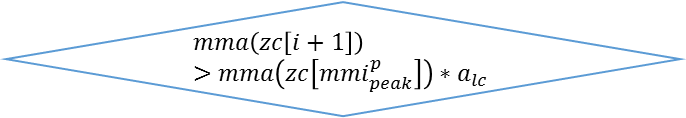 mma(zc[i + 1])
> mma(zc[mmi^p_peak]) * a_lc